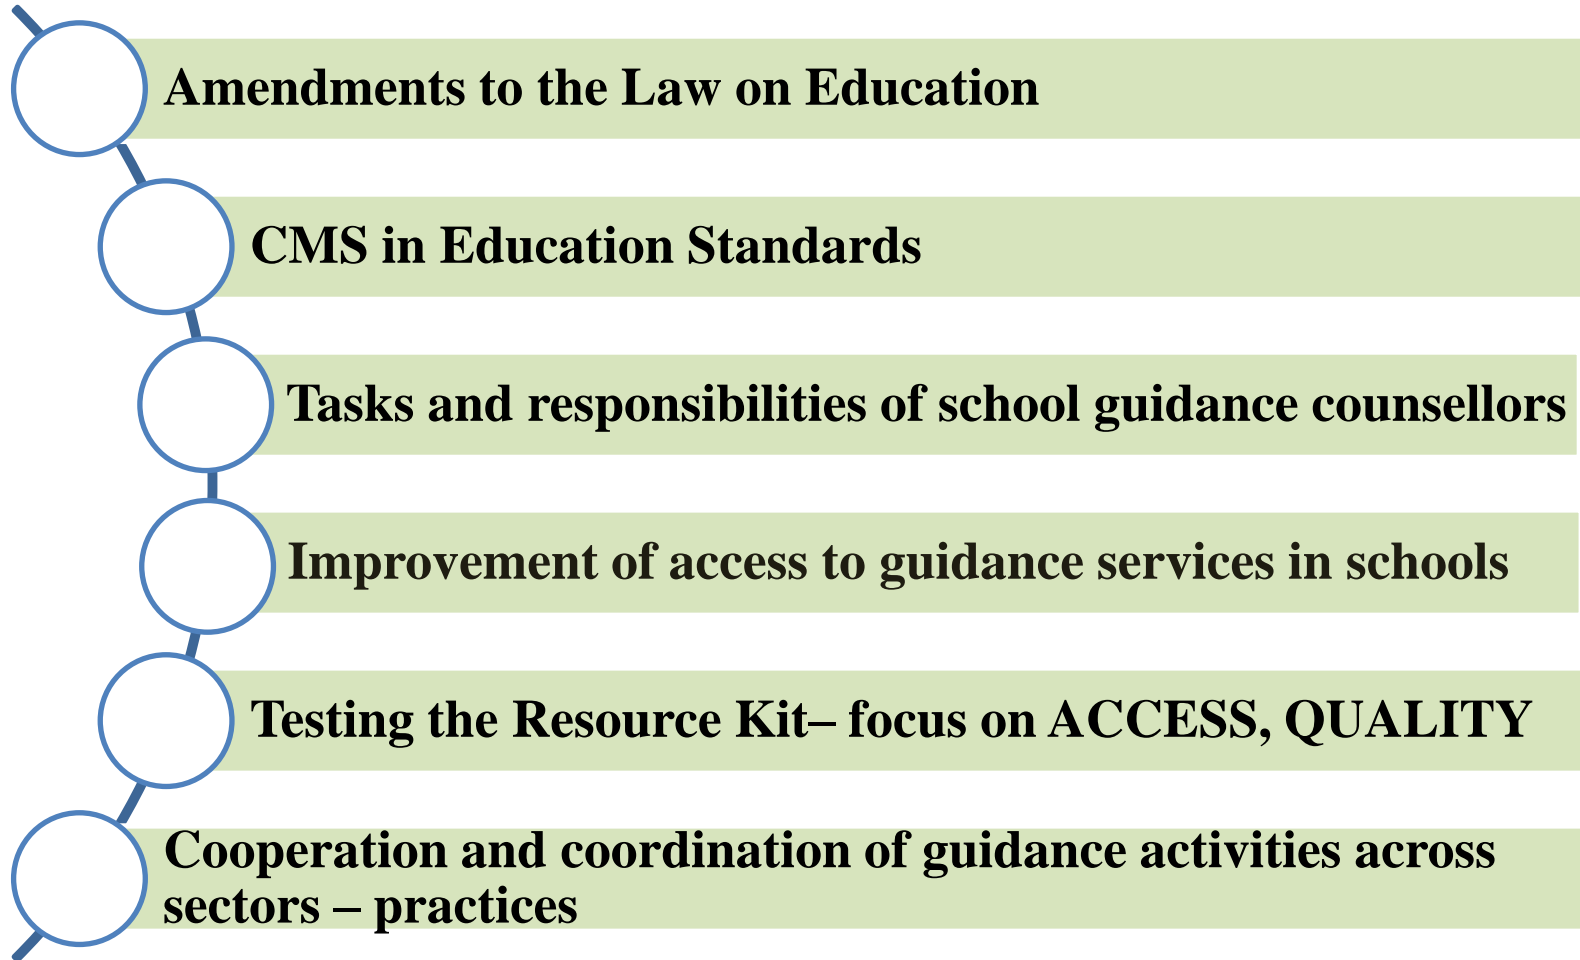 Amendments to the Law on Education
CMS in Education Standards
Tasks and responsibilities of school guidance counsellors
Improvement of access to guidance services in schools
Testing the Resource Kit– focus on ACCESS, QUALITY
Cooperation and coordination of guidance activities across
sectors – practices